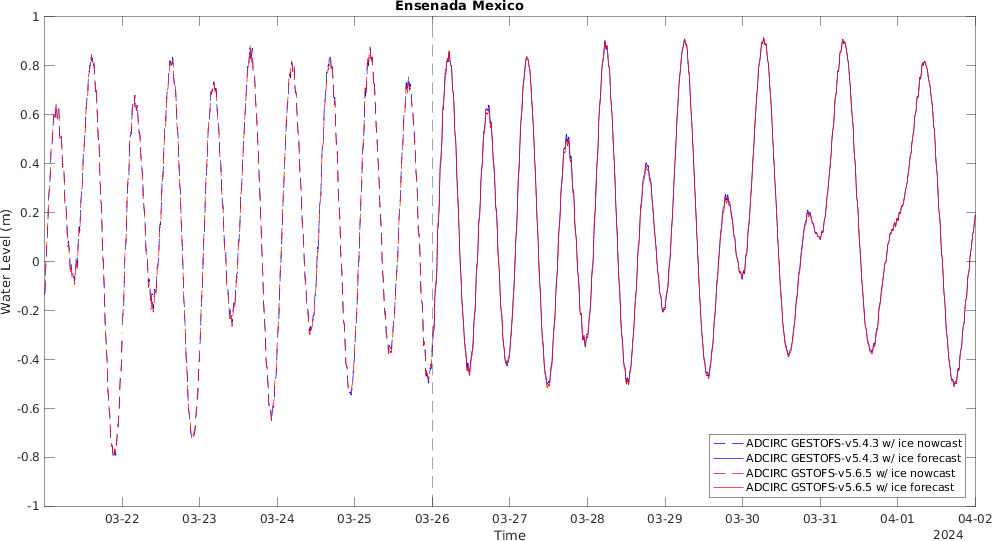 Ensenada Mexico
Water Level (m)
1
0.8
0.6
0.4
0.2
0
-0.2
-0.4
-0.6
-0.8
-1
ADCIRC GESTOFS-v5.4.3 w/ ice nowcast
ADCIRC GESTOFS-v5.4.3 w/ ice forecast
ADCIRC GSTOFS-v5.6.5 w/ ice nowcast
ADCIRC GSTOFS-v5.6.5 w/ ice forecast
03-22 03-23 03-24 03-25 03-26 03-27 03-28 03-29 03-30 03-31 04-01 04-02
Time
2024